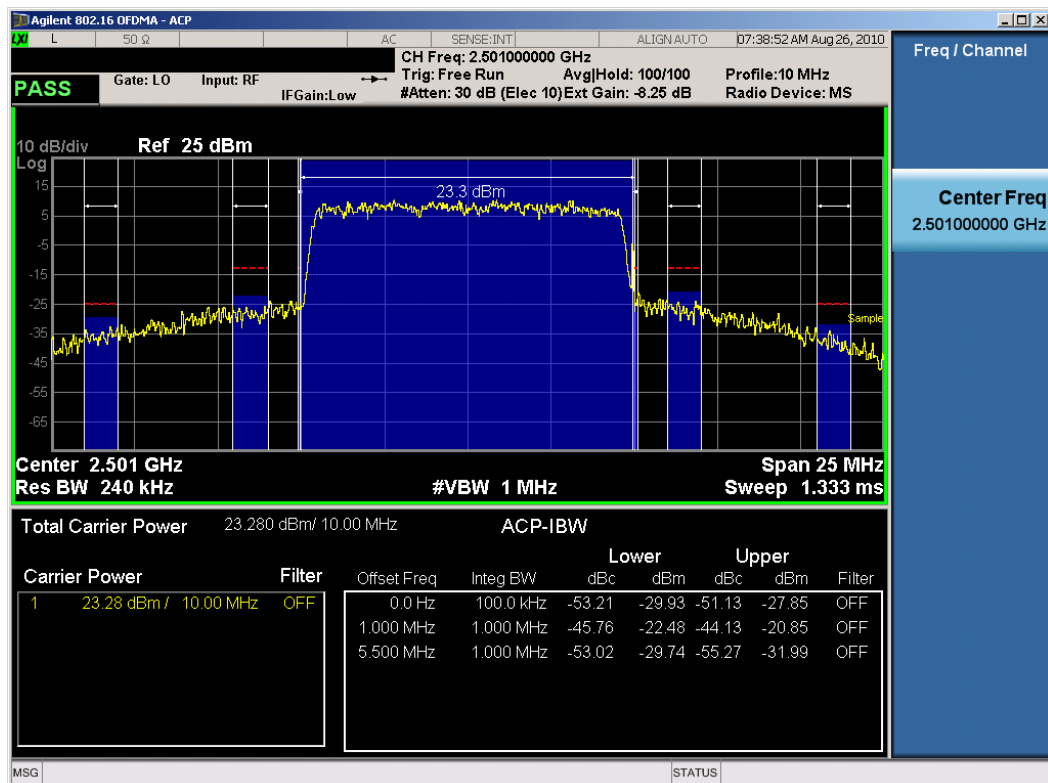 Agilent 802.16 OFDMA - ACP
LXI L 50 Ω AC SENSE:INT ALIGN AUTO 07:38:52 AM Aug 26, 2010
CH Freq: 2.501000000 GHz
PASS Gate: LO Input: RF Trig: Free Run Avg|Hold: 100/100 Profile:10 MHz
IFGain:Low #Atten: 30 dB (Elec 10) Ext Gain: -8.25 dB Radio Device: MS
Freq / Channel
Center Freq
2.501000000 GHz
10 dB/div Ref 25 dBm
Log
15
5
-5
-15
-25
-35
-45
-55
-65
23.3 dBm
Sample
Center 2.501 GHz Span 25 MHz
Res BW 240 kHz #VBW 1 MHz Sweep 1.333 ms
Total Carrier Power 23.280 dBm/ 10.00 MHz ACP-IBW
Lower Upper
Carrier Power Filter Offset Freq Integ BW dBc dBm dBc dBm Filter
1 23.28 dBm / 10.00 MHz OFF 0.0 Hz 100.0 kHz -53.21 -29.93 -51.13 -27.85 OFF
1.000 MHz 1.000 MHz -45.76 -22.48 -44.13 -20.85 OFF
5.500 MHz 1.000 MHz -53.02 -29.74 -55.27 -31.99 OFF
MSG STATUS